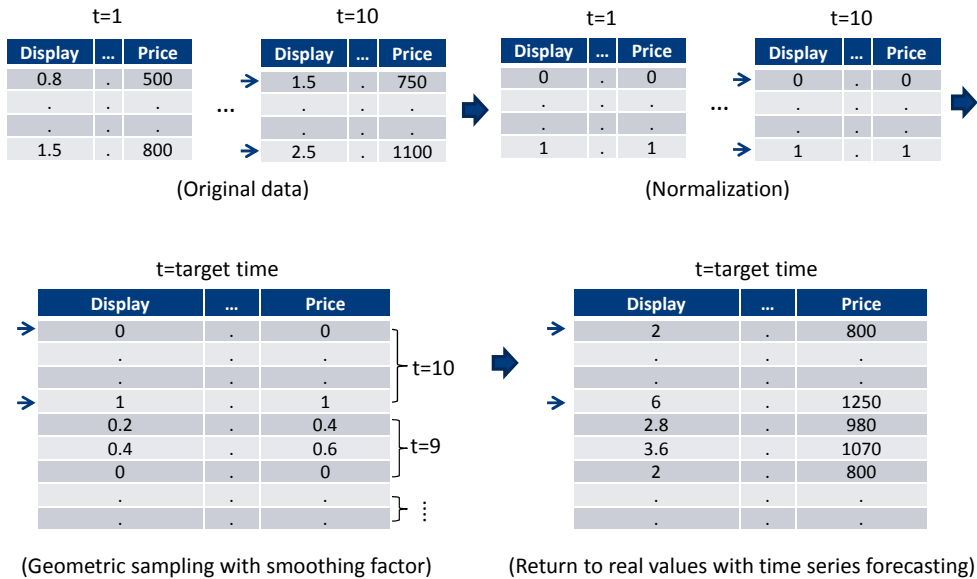 t=1
Display ... Price
0.8 . 500
. . .
. . .
1.5 . 800
...
t=10
Display ... Price
1.5 . 750
. . .
. . .
2.5 . 1100
(Original data)
t=1
Display ... Price
0 . 0
. . .
. . .
1 . 1
...
t=10
Display ... Price
0 . 0
. . .
. . .
1 . 1
(Normalization)
t=target time
Display ... Price
0 . 0
. . .
. . .
1 . 1
0.2 . 0.4
0.4 . 0.6
0 . 0
. . .
. . .
t=10
t=9
⋮
(Geometric sampling with smoothing factor)
t=target time
Display ... Price
2 . 800
. . .
. . .
6 . 1250
2.8 . 980
3.6 . 1070
2 . 800
. . .
. . .
(Return to real values with time series forecasting)